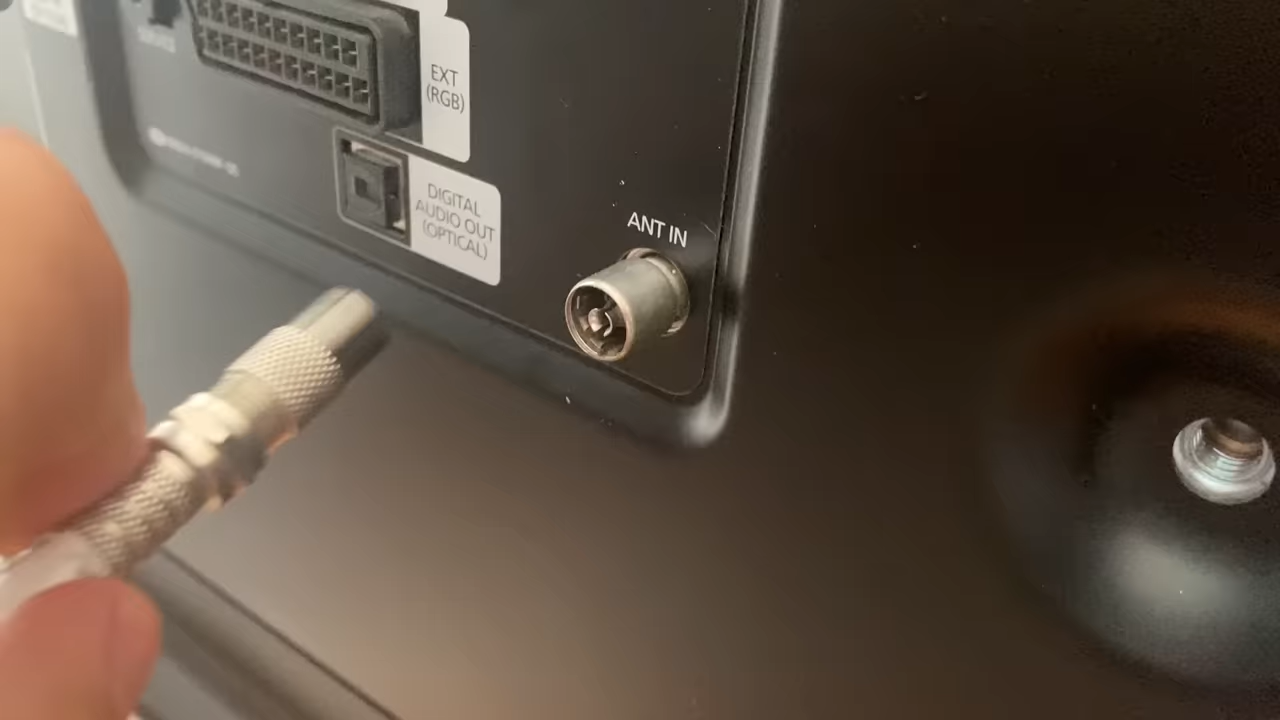 EXT
(RGB)
DIGITAL
AUDIO OUT
(OPTICAL)
ANT IN